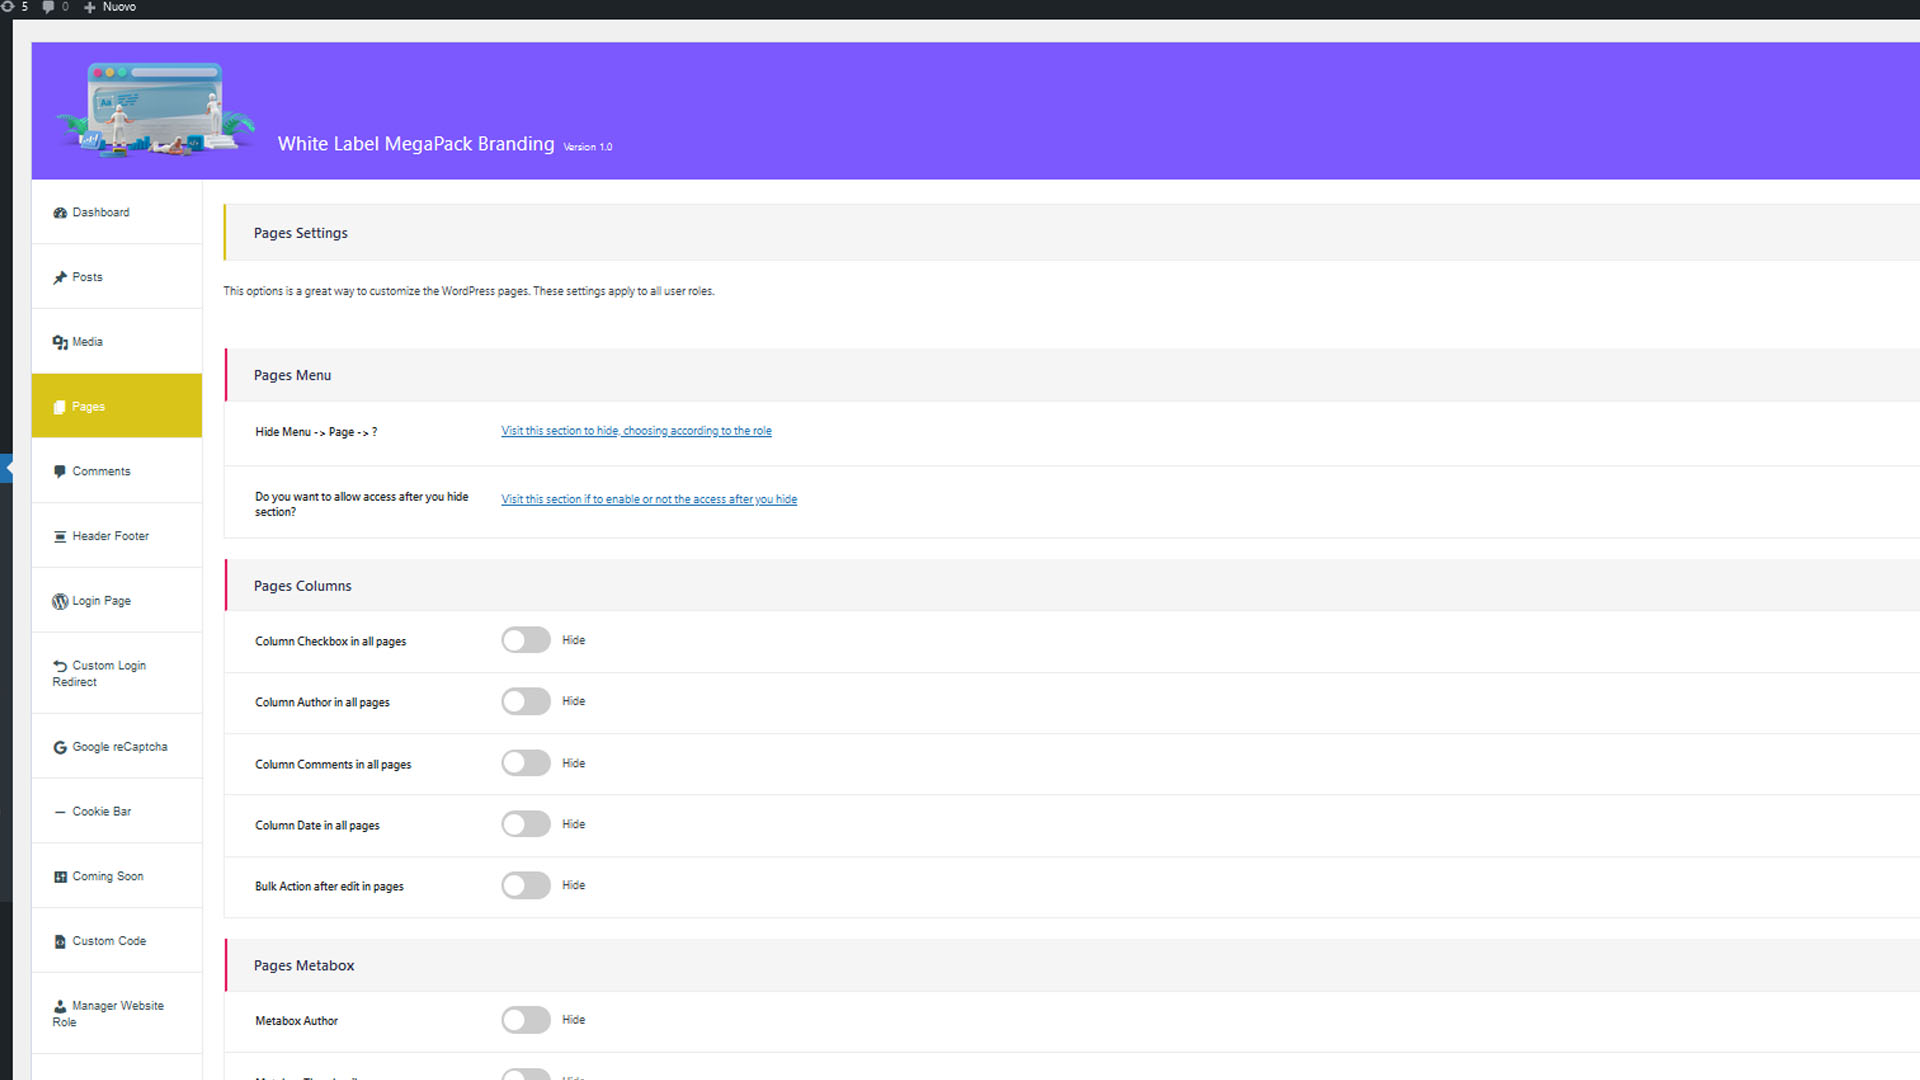 5 0 Nuovo
Aa
White Label MegaPack Branding Version 1.0
Dashboard
Posts
Media
Pages
Comments
Header Footer
Login Page
Custom Login
Redirect
Google reCaptcha
Cookie Bar
Coming Soon
Custom Code
Manager Website
Role
Pages Settings
This options is a great way to customize the WordPress pages. These settings apply to all user roles.
Pages Menu
Hide Menu -> Page -> ? Visit this section to hide, choosing according to the role
Do you want to allow access after you hide
section?
Visit this section if to enable or not the access after you hide
Pages Columns
Column Checkbox in all pages Hide
Column Author in all pages Hide
Column Comments in all pages Hide
Column Date in all pages Hide
Bulk Action after edit in pages Hide
Pages Metabox
Metabox Author Hide